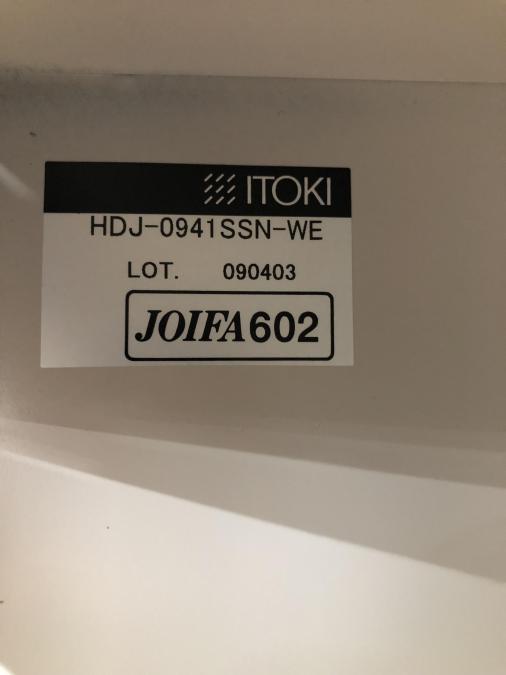 ITOKI
HDJ-0941SSN-WE
LOT. 090403
JOIFA602